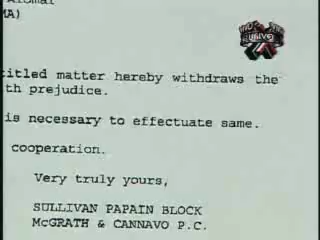 MA)
titled matter hereby withdraws the
th prejudice.
is necessary to effectuate same.
cooperation.
Very truly yours,
SULLIVAN PAPAIN BLOCK
McGRATH & CANNAVO P.C.